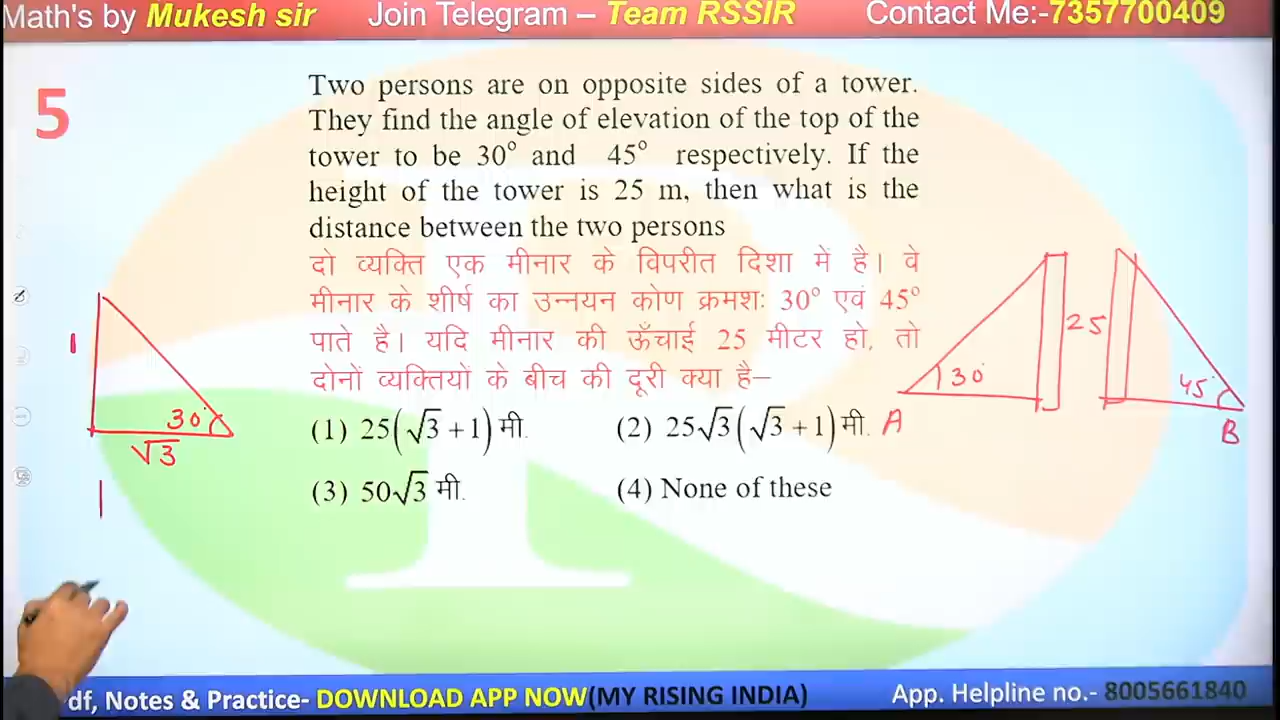 Math's by Mukesh sir Join Telegram – Team RSSIR Contact Me:-7357700409
5
Two persons are on opposite sides of a tower.
They find the angle of elevation of the top of the
tower to be 30° and 45° respectively. If the
height of the tower is 25 m, then what is the
distance between the two persons
दो व्यक्ति एक मीनार के विपरीत दिशा में है। वे
मीनार के शीर्ष का उन्नयन कोण क्रमशः 30° एवं 45°
पाते है। यदि मीनार की ऊँचाई 25 मीटर हो, तो
दोनों व्यक्तियों के बीच की दूरी क्या है–
(1) 25(√3+1) मी. (2) 25√3(√3+1) मी.
(3) 50√3 मी. (4) None of these
1
30°
√3
1
30°
25
45°
A
B
df, Notes & Practice- DOWNLOAD APP NOW(MY RISING INDIA) App. Helpline no.- 8005661840